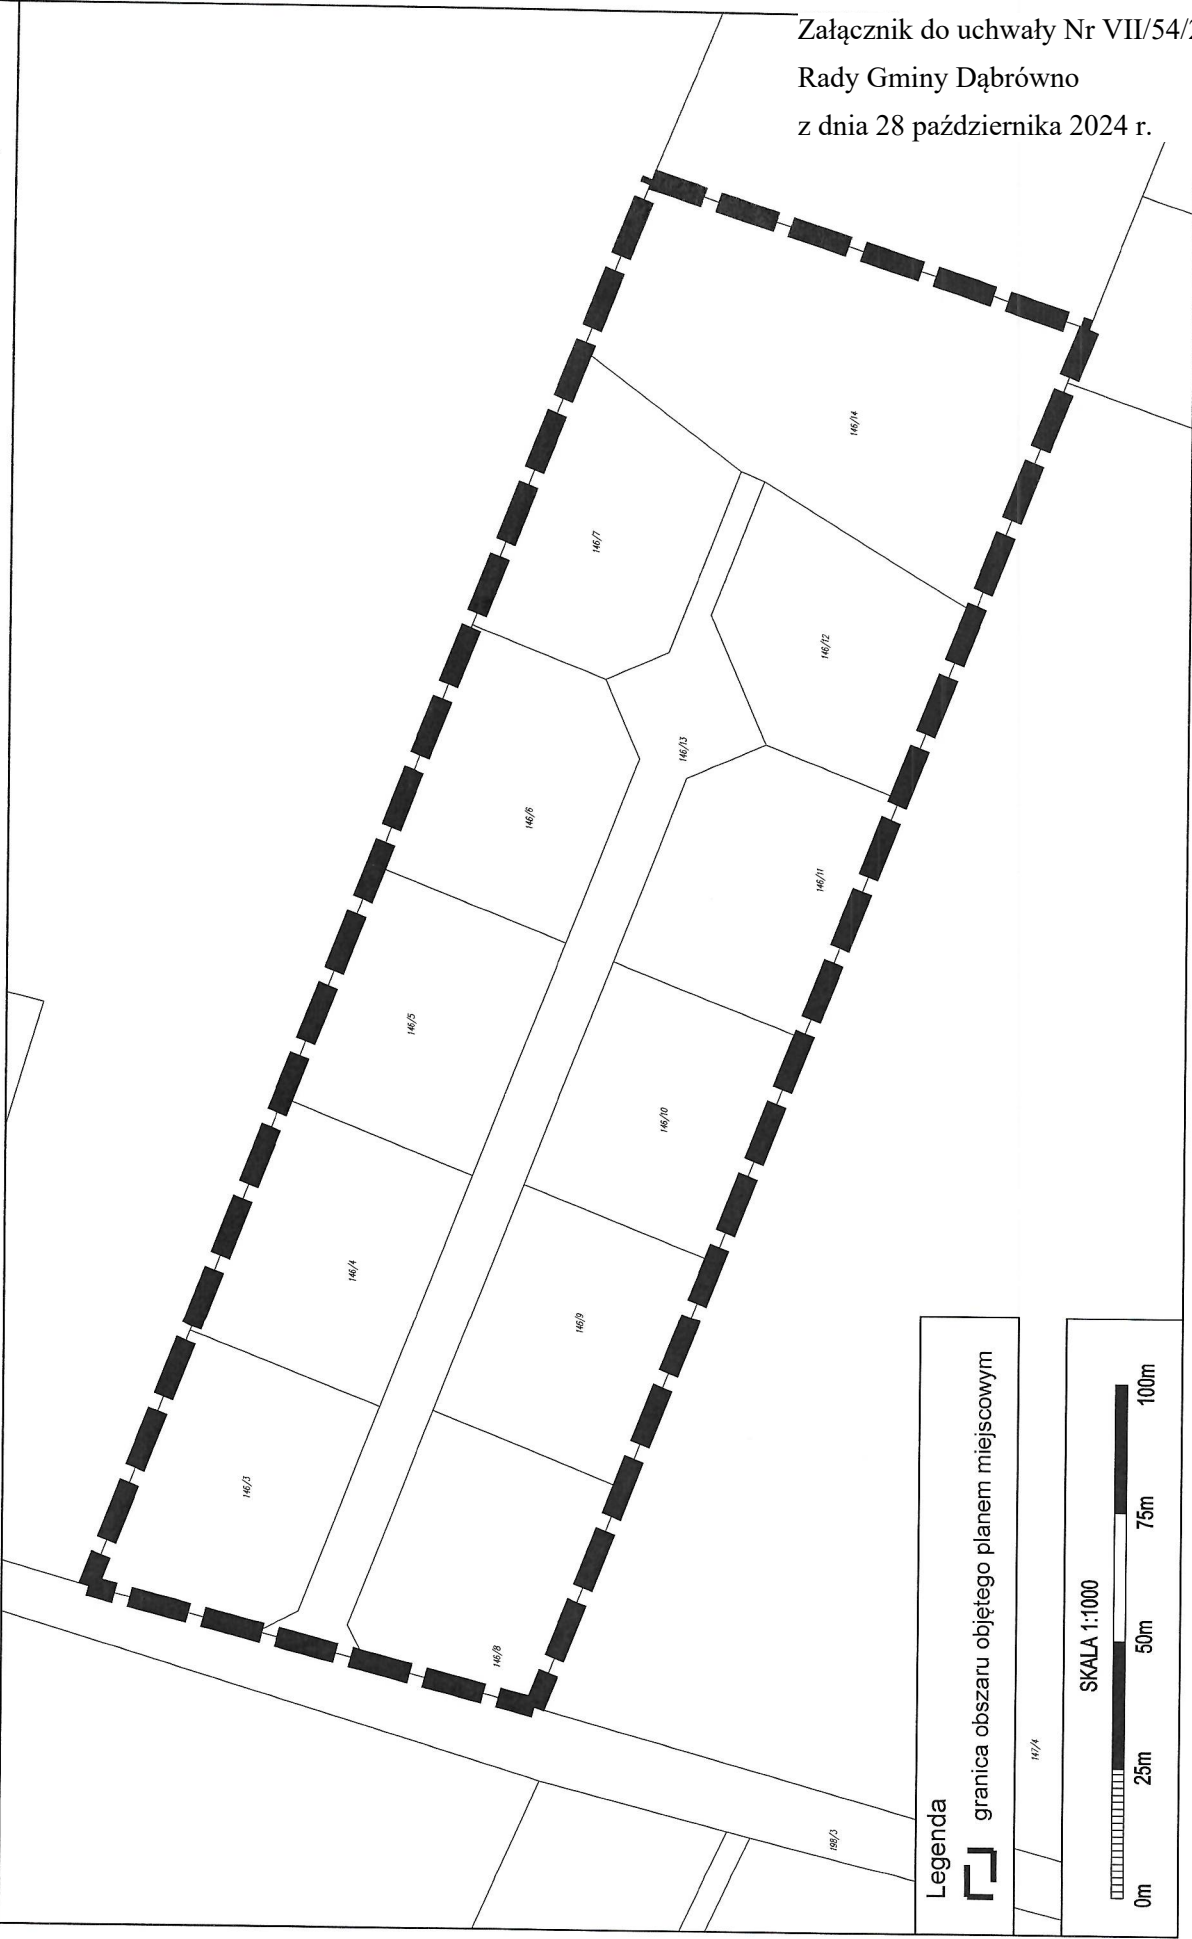 Załącznik do uchwały Nr VII/54/2
Rady Gminy Dąbrówno
z dnia 28 października 2024 r.
146/14
146/7
146/12
146/13
146/6
146/11
146/5
146/10
146/4
146/9
146/3
146/8
198/3
147/4
Legenda
granica obszaru objętego planem miejscowym
SKALA 1:1000
0m 25m 50m 75m 100m